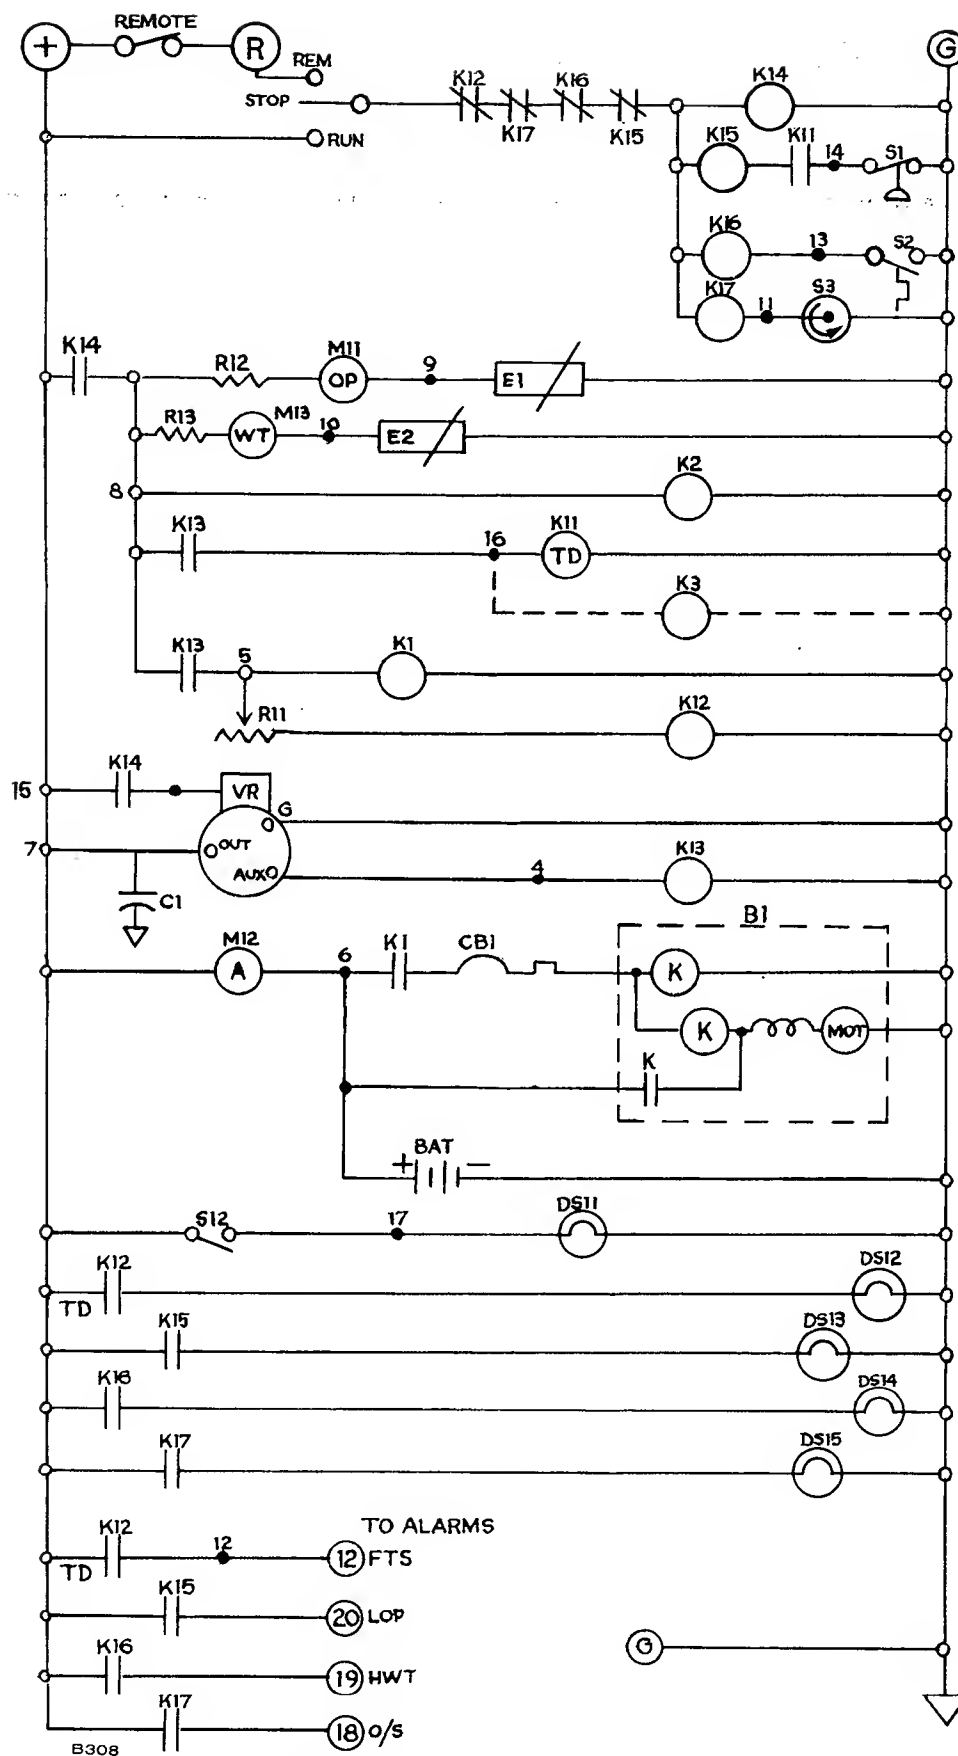 REMOTE
+ R G
REM
STOP K12 K16 K14
K17 K15
RUN
K15 K11 14 S1
K16 13 S2
K17 11 S3
K14 R12 M11 9
OP E1
R13 M13
WT 10 E2
K2
8
K13 16 K11
TD
K3
K13 5 K1
R11 K12
15 K14 VR
G
7 OUT K13
AUX 4
C1
B1
M12 6 K1 CB1
A K
K MOT
K
+ BAT -
S12 17 DS11
K12 DS12
TD
K15 DS13
K16 DS14
K17 DS15
TO ALARMS
K12 12 12 FTS
TD
K15 20 LOP
K16 19 HWT G
K17 18 O/S
B308